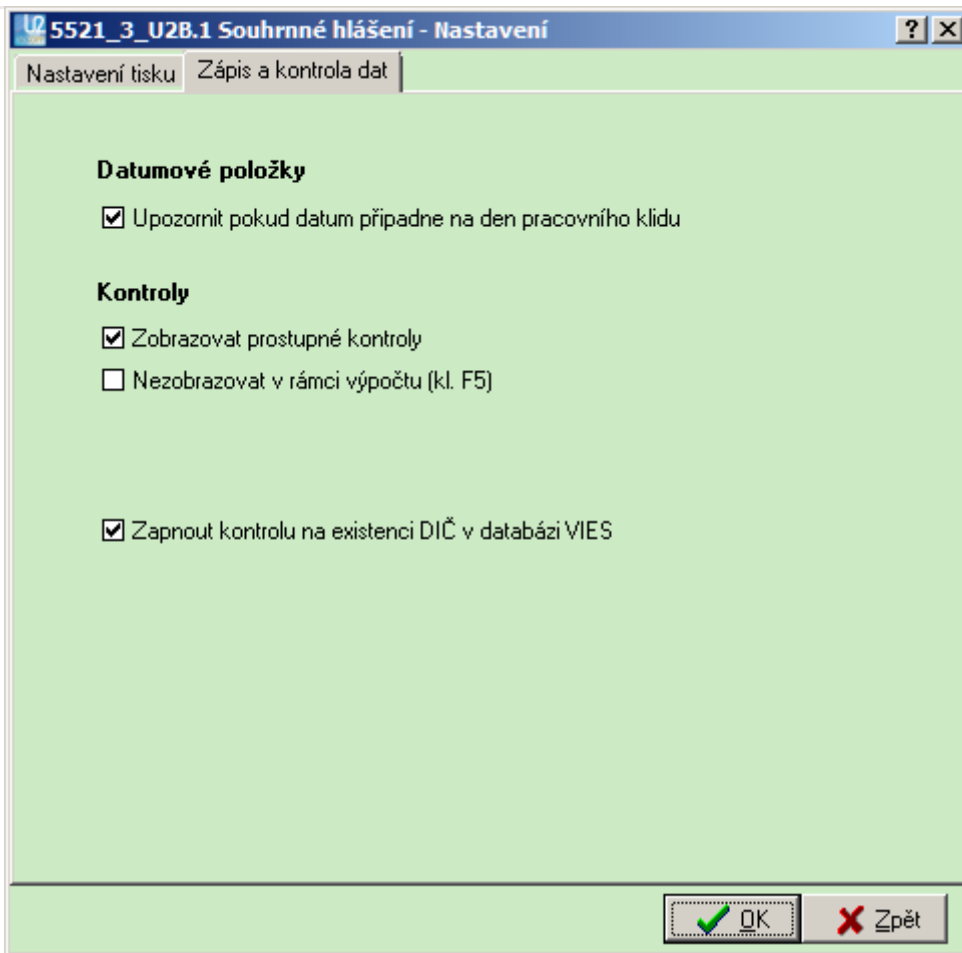 5521_3_U2B.1 Souhrnné hlášení - Nastavení
Nastavení tisku
Zápis a kontrola dat
Datumové položky
Upozornit pokud datum připadne na den pracovního klidu
Kontroly
Zobrazovat prostupné kontroly
Nezobrazovat v rámci výpočtu (kl. F5)
Zapnout kontrolu na existenci DIČ v databázi VIES
OK
Zpět